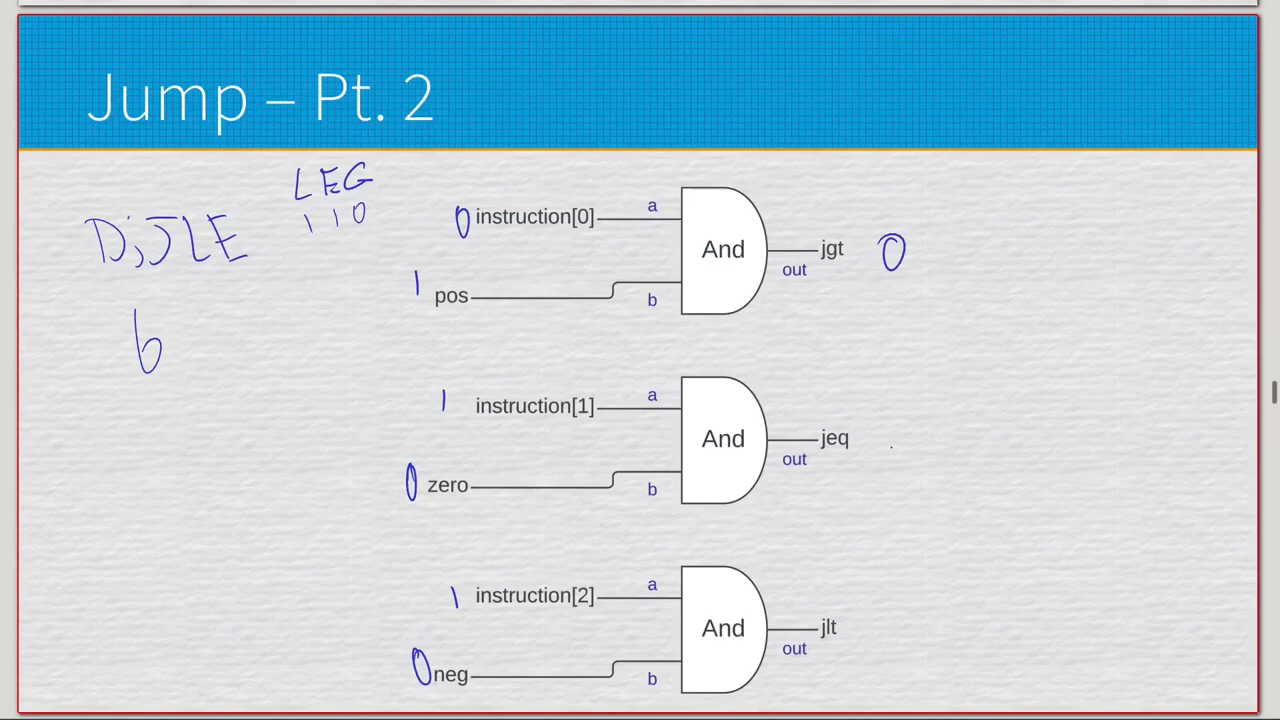 Jump – Pt. 2
LEG
110
D;JLE
6
0 instruction[0] a
And jgt 0
out
1 pos b
1 instruction[1] a
And jeq
out
0 zero b
1 instruction[2] a
And jlt
out
0 neg b